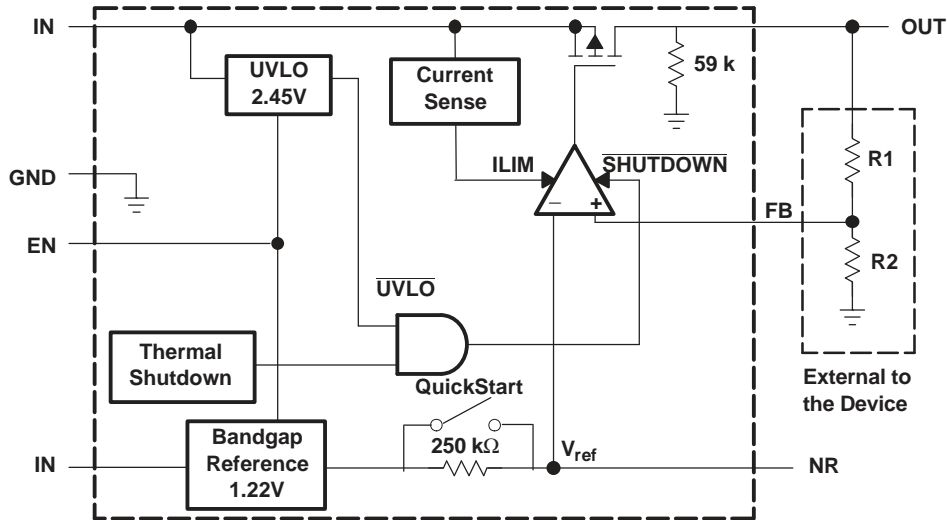 IN
OUT
UVLO
2.45V
Current
Sense
59 k
ILIM
SHUTDOWN
R1
GND
− +
FB
EN
R2
UVLO
Thermal
Shutdown
QuickStart
External to
the Device
Bandgap
Reference
1.22V
250 kΩ
Vref
IN
NR